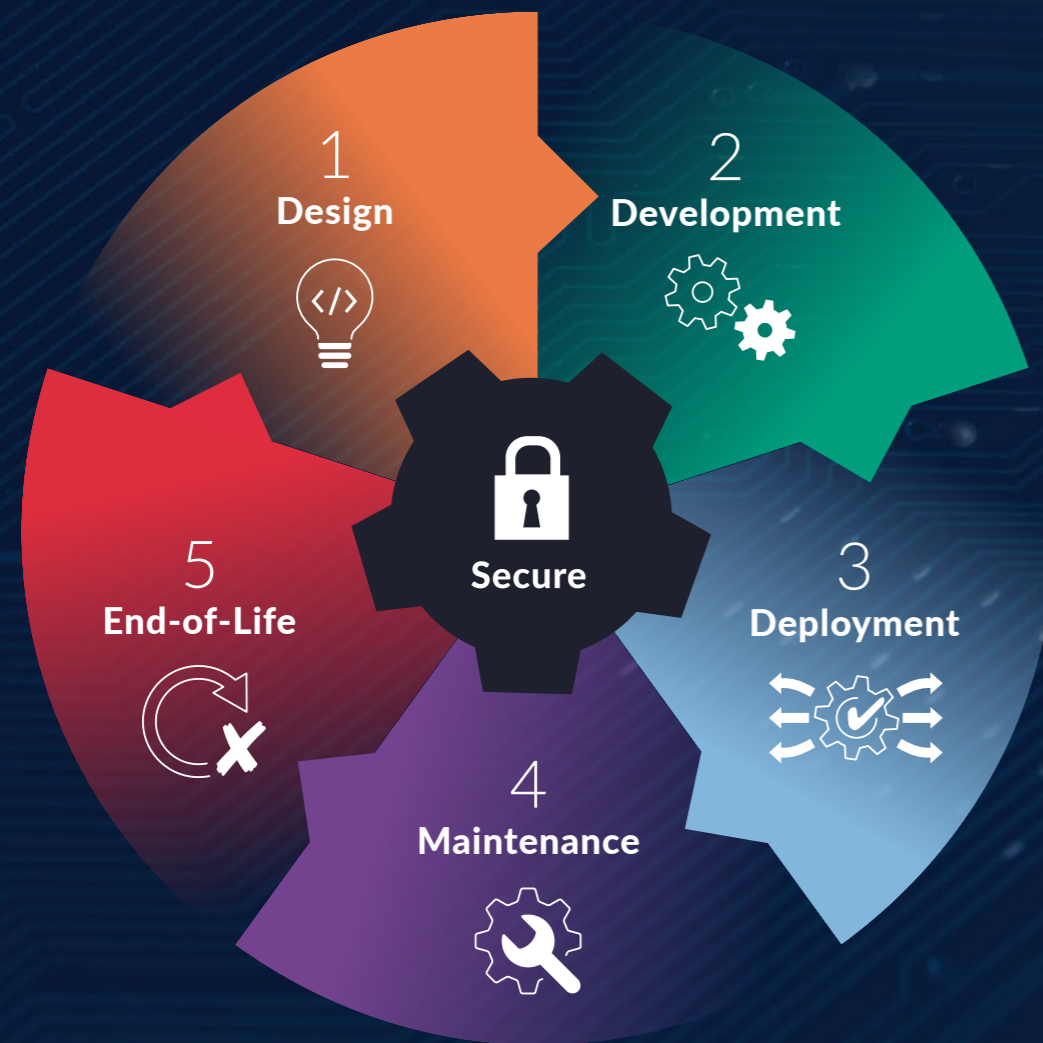 1
Design
</>
2
Development
3
Deployment
4
Maintenance
5
End-of-Life
Secure